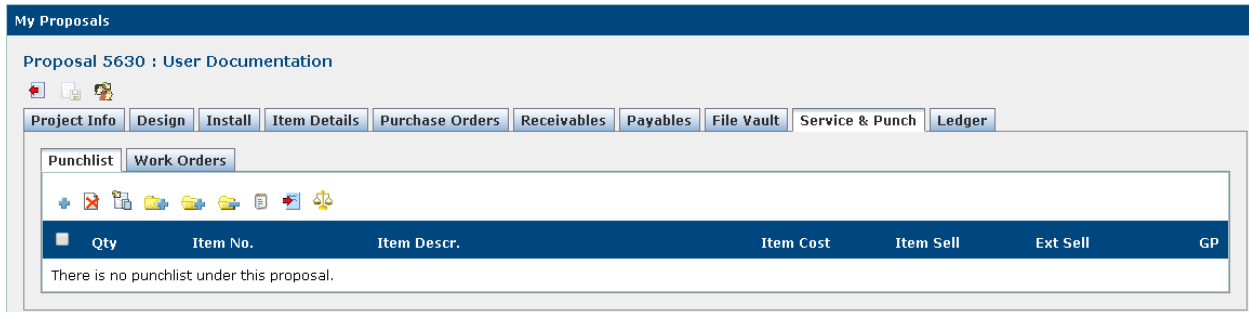 My Proposals
Proposal 5630 : User Documentation
Project Info Design Install Item Details Purchase Orders Receivables Payables File Vault Service & Punch Ledger
Punchlist Work Orders
Qty Item No. Item Descr. Item Cost Item Sell Ext Sell GP
There is no punchlist under this proposal.